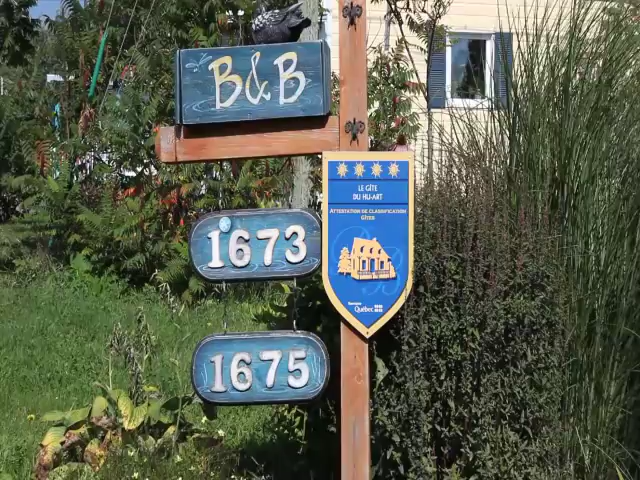 B&B
LE GÎTE
DU HU-ART
ATTESTATION DE CLASSIFICATION
GÎTES
1673
Québec
1675